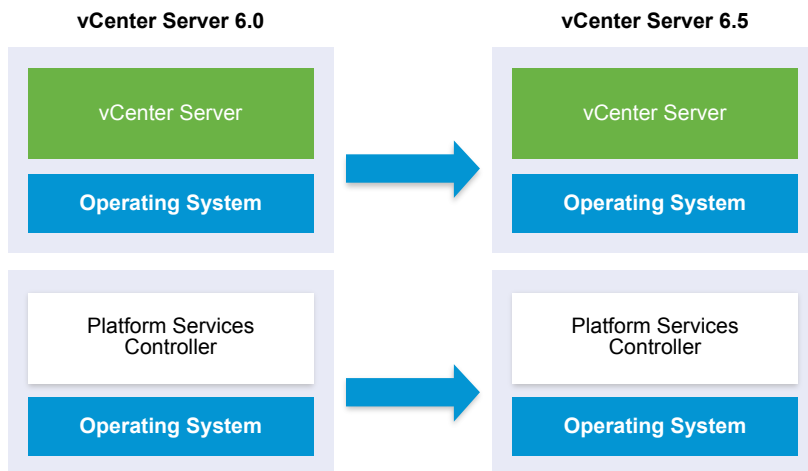 vCenter Server 6.0
vCenter Server 6.5
vCenter Server
vCenter Server
Operating System
Operating System
Platform Services
Controller
Platform Services
Controller
Operating System
Operating System